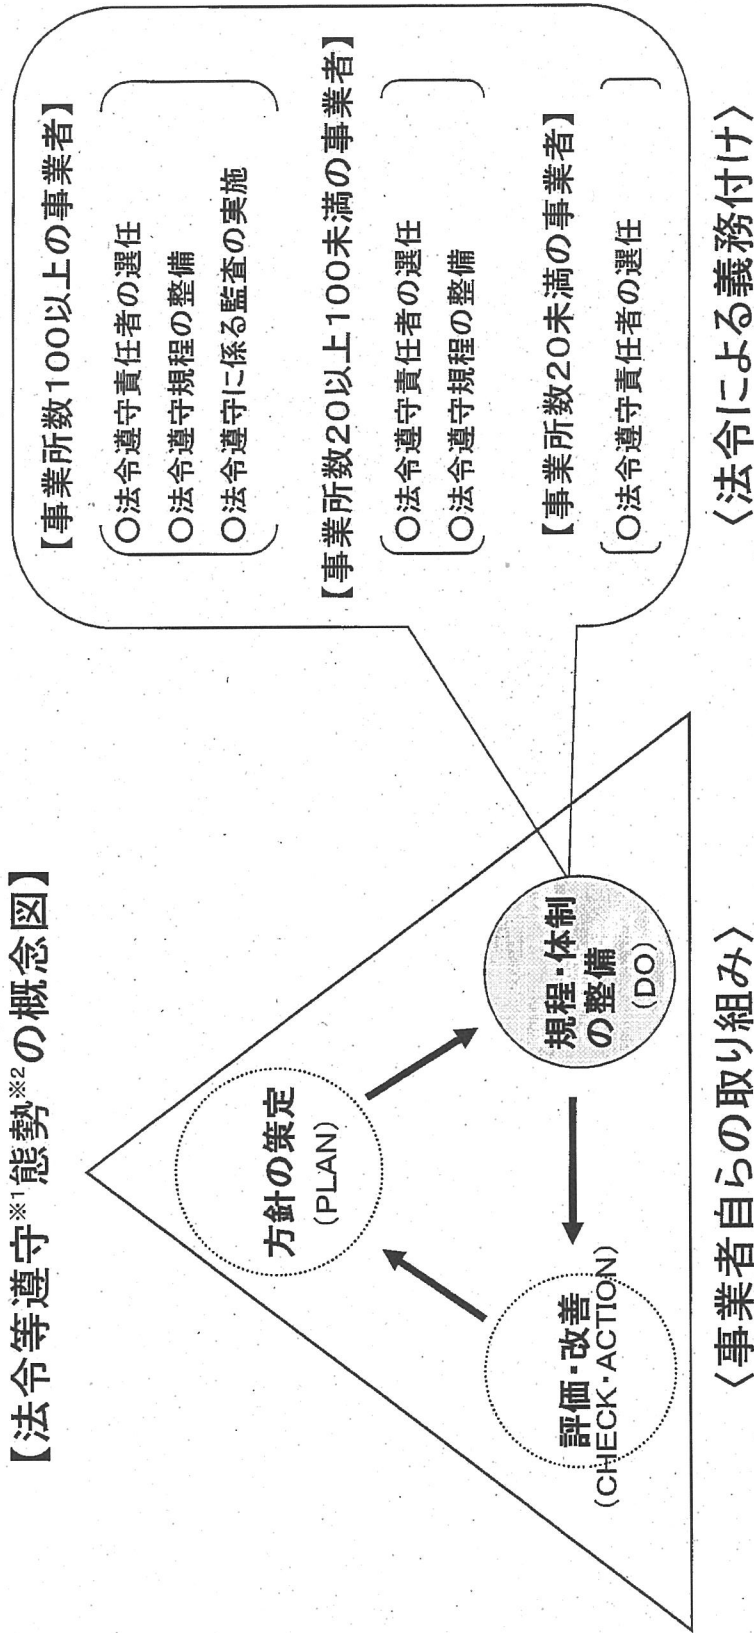 【法令等遵守※1態勢※2の概念図】
方針の策定
(PLAN)
規程・体制
の整備
(DO)
評価・改善
(CHECK・ACTION)
〈事業者自らの取り組み〉
【事業所数100以上の事業者】
〇法令遵守責任者の選任
〇法令遵守規程の整備
〇法令遵守に係る監査の実施
【事業所数20以上100未満の事業者】
〇法令遵守責任者の選任
〇法令遵守規程の整備
【事業所数20未満の事業者】
〇法令遵守責任者の選任
〈法令による義務付け〉